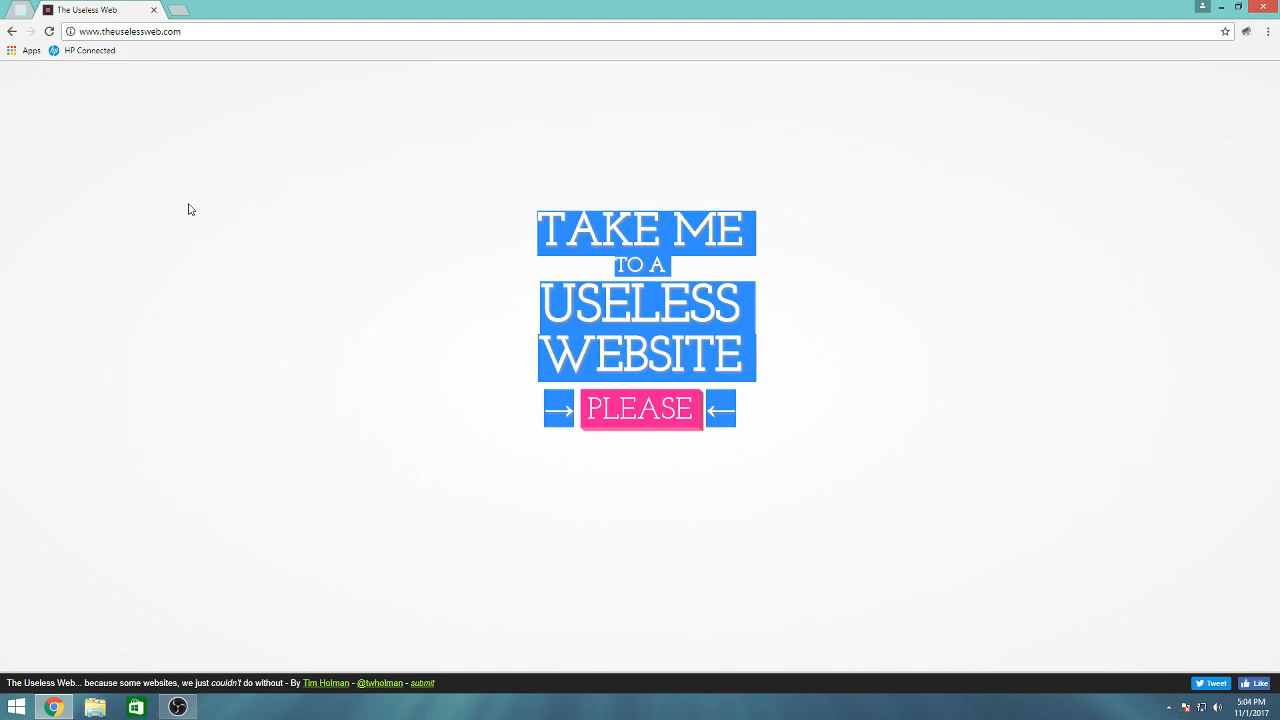 The Useless Web
www.theuselessweb.com
Apps HP Connected
TAKE ME
TO A
USELESS
WEBSITE
→ PLEASE ←
The Useless Web... because some websites, we just couldn't do without - By Tim Holman - @twholman - submit
Tweet Like
5:04 PM
11/1/2017